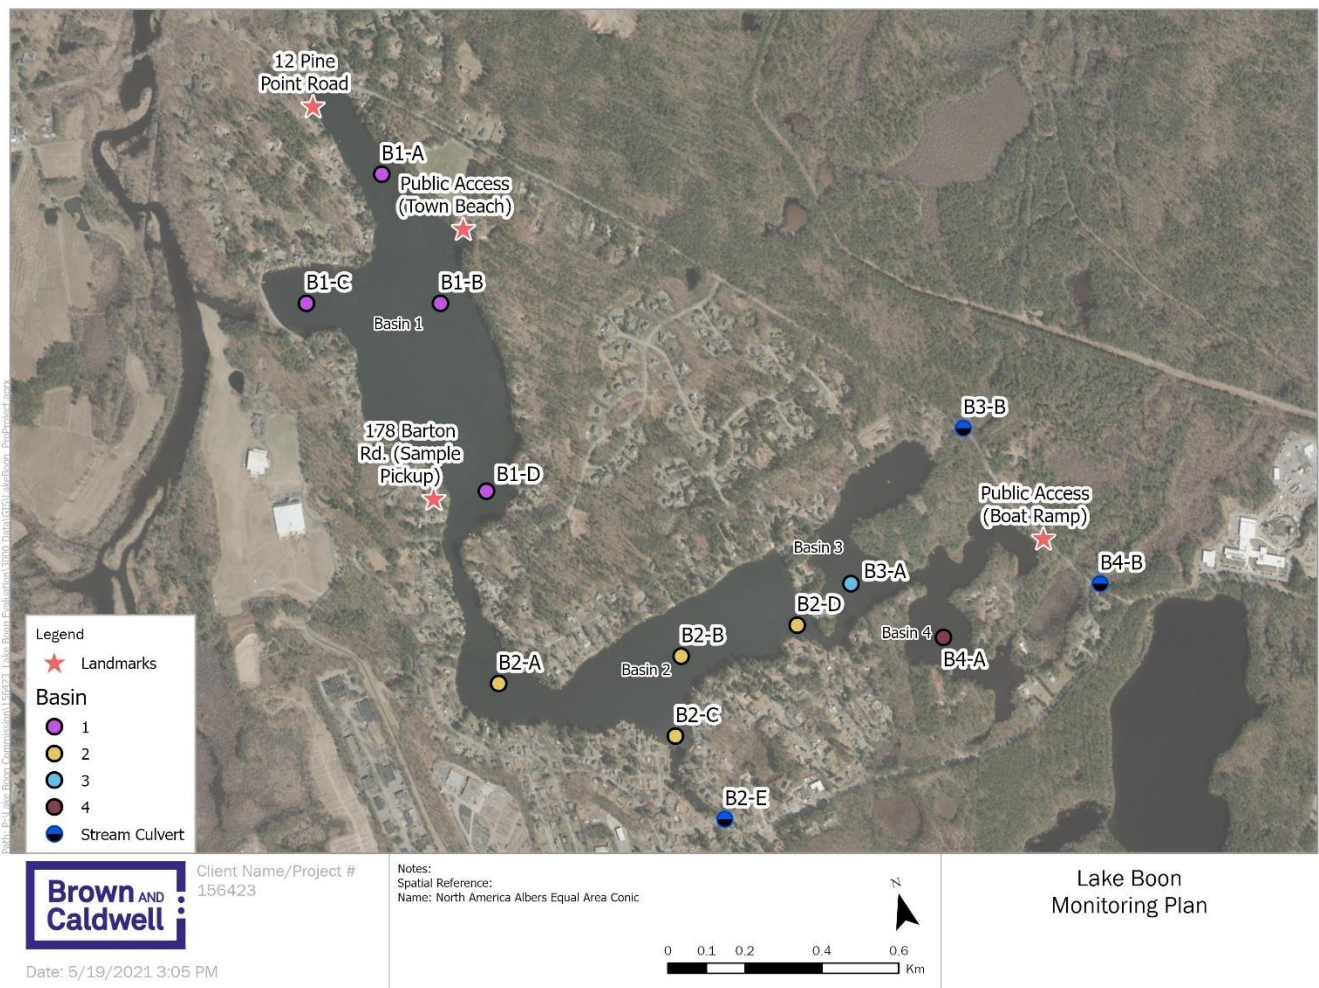 12 Pine
Point Road
B1-A
Public Access
(Town Beach)
B1-C
B1-B
Basin 1
178 Barton
Rd. (Sample
Pickup)
B1-D
B3-B
Public Access
(Boat Ramp)
Basin 3
B3-A
B4-B
B2-D
B2-B
Basin 4
B4-A
Basin 2
B2-A
B2-C
B2-E
Legend
Landmarks
Basin
1
2
3
4
Stream Culvert
Brown AND
Caldwell
Client Name/Project #
156423
Date: 5/19/2021 3:05 PM
Notes:
Spatial Reference:
Name: North America Albers Equal Area Conic
Z
0 0.1 0.2 0.4 0.6
Km
Lake Boon
Monitoring Plan